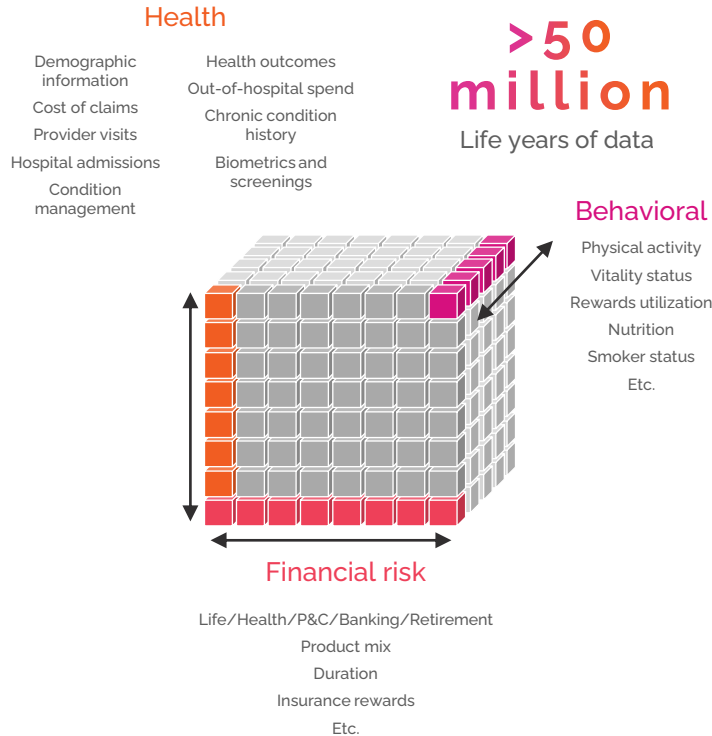 Health
Demographic
information
Cost of claims
Provider visits
Hospital admissions
Condition
management
Health outcomes
Out-of-hospital spend
Chronic condition
history
Biometrics and
screenings
>50
million
Life years of data
Behavioral
Physical activity
Vitality status
Rewards utilization
Nutrition
Smoker status
Etc.
Financial risk
Life/Health/P&C/Banking/Retirement
Product mix
Duration
Insurance rewards
Etc.